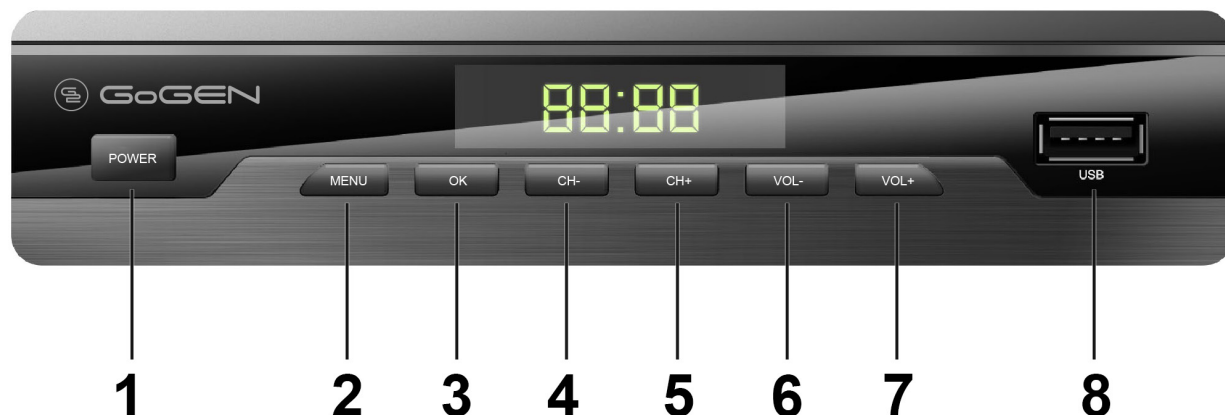 GoGEN
88:88
POWER
MENU OK CH- CH+ VOL- VOL+
USB
1 2 3 4 5 6 7 8